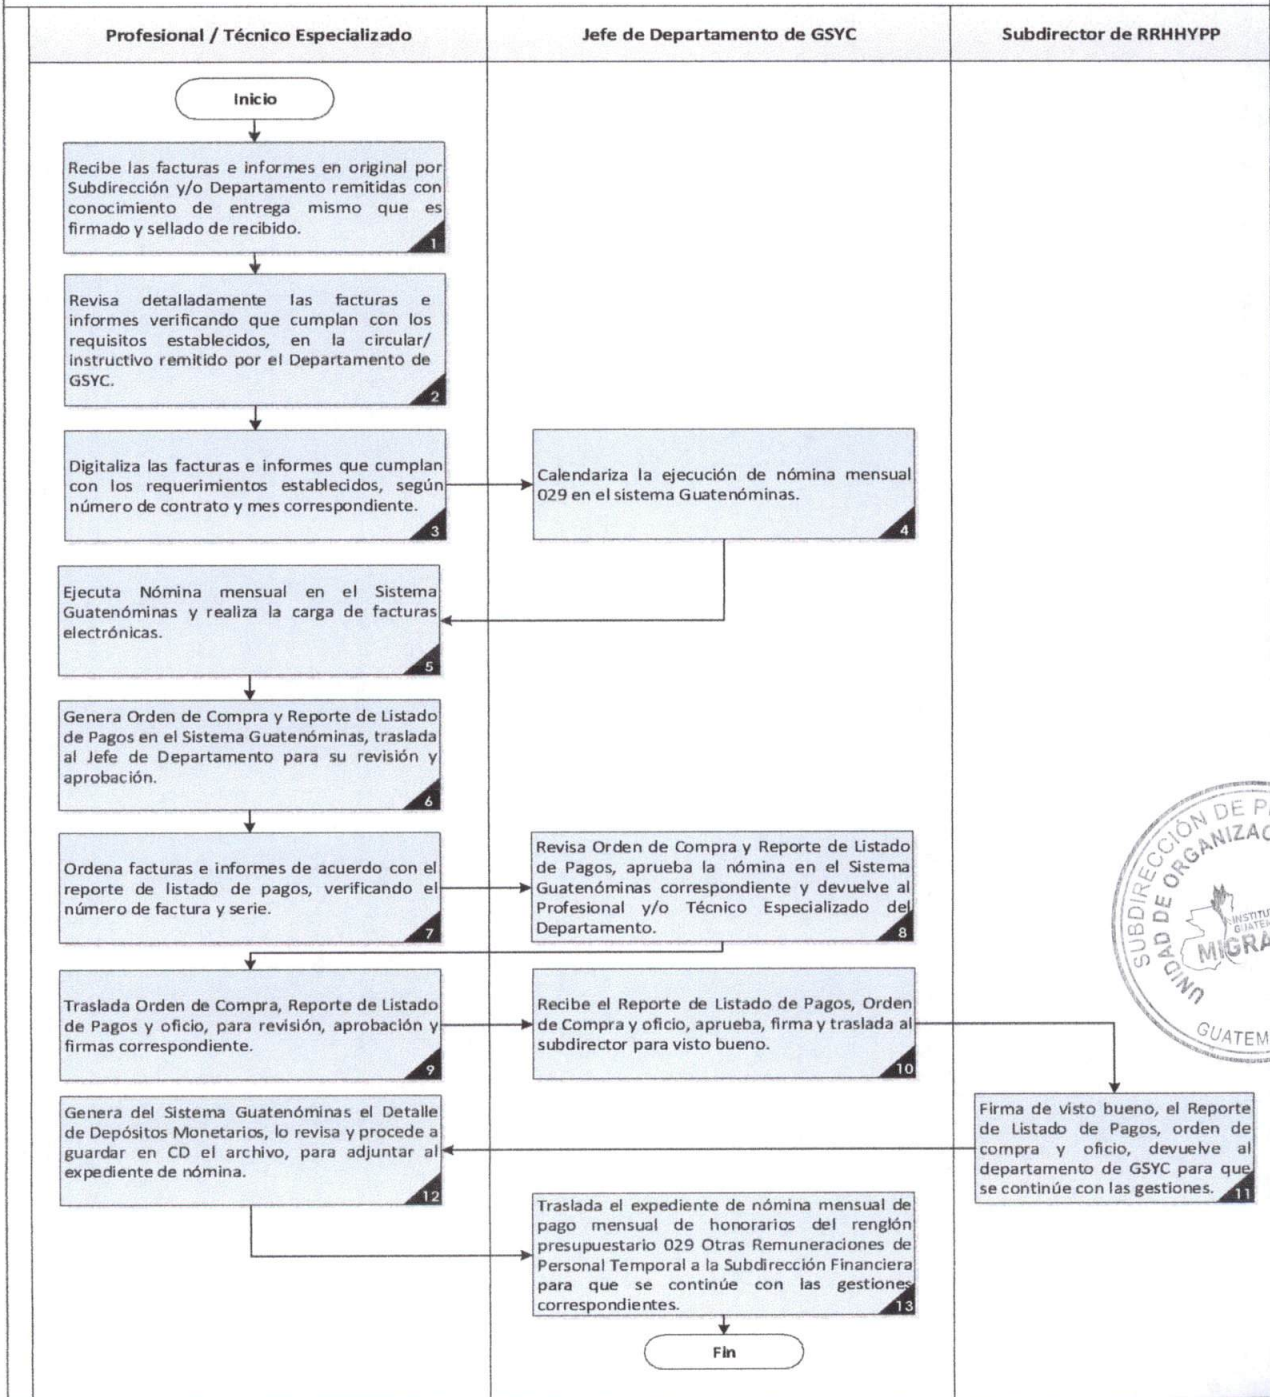 Profesional / Técnico Especializado
Jefe de Departamento de GSYC
Subdirector de RRHHYPP
Inicio
Recibe las facturas e informes en original por
Subdirección y/o Departamento remitidas con
conocimiento de entrega mismo que es
firmado y sellado de recibido.
1
Revisa detalladamente las facturas e
informes verificando que cumplan con los
requisitos establecidos, en la circular/
instructivo remitido por el Departamento de
GSYC.
2
Digitaliza las facturas e informes que cumplan
con los requerimientos establecidos, según
número de contrato y mes correspondiente.
3
Calendariza la ejecución de nómina mensual
029 en el sistema Guatenóminas.
4
Ejecuta Nómina mensual en el Sistema
Guatenóminas y realiza la carga de facturas
electrónicas.
5
Genera Orden de Compra y Reporte de Listado
de Pagos en el Sistema Guatenóminas, traslada
al Jefe de Departamento para su revisión y
aprobación.
6
Ordena facturas e informes de acuerdo con el
reporte de listado de pagos, verificando el
número de factura y serie.
7
Revisa Orden de Compra y Reporte de Listado
de Pagos, aprueba la nómina en el Sistema
Guatenóminas correspondiente y devuelve al
Profesional y/o Técnico Especializado del
Departamento.
8
Traslada Orden de Compra, Reporte de Listado
de Pagos y oficio, para revisión, aprobación y
firmas correspondiente.
9
Recibe el Reporte de Listado de Pagos, Orden
de Compra y oficio, aprueba, firma y traslada al
subdirector para visto bueno.
10
Firma de visto bueno, el Reporte
de Listado de Pagos, orden de
compra y oficio, devuelve al
departamento de GSYC para que
se continúe con las gestiones.
11
Genera del Sistema Guatenóminas el Detalle
de Depósitos Monetarios, lo revisa y procede a
guardar en CD el archivo, para adjuntar al
expediente de nómina.
12
Traslada el expediente de nómina mensual de
pago mensual de honorarios del renglón
presupuestario 029 Otras Remuneraciones de
Personal Temporal a la Subdirección Financiera
para que se continúe con las gestiones
correspondientes.
13
Fin
SUBDIRECCIÓN DE P
UNIDAD DE ORGANIZAC
INSTITU
GUATEM
MIGRA
GUATEM